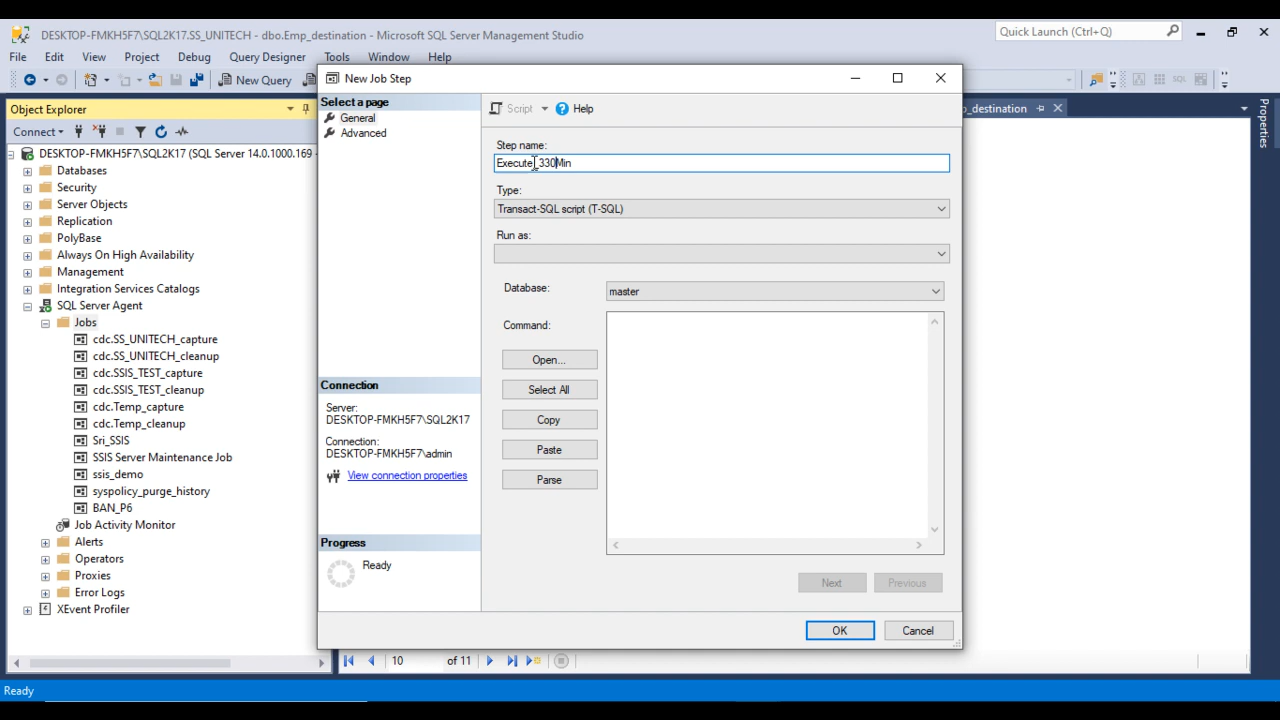 DESKTOP-FMKH5F7\SQL2K17.SS_UNITECH - dbo.Emp_destination - Microsoft SQL Server Management Studio
Quick Launch (Ctrl+Q)
File Edit View Project Debug Query Designer Tools Window Help
New Query
SQL
Object Explorer
Connect
DESKTOP-FMKH5F7\SQL2K17 (SQL Server 14.0.1000.169 -
Databases
Security
Server Objects
Replication
PolyBase
Always On High Availability
Management
Integration Services Catalogs
SQL Server Agent
Jobs
cdc.SS_UNITECH_capture
cdc.SS_UNITECH_cleanup
cdc.SSIS_TEST_capture
cdc.SSIS_TEST_cleanup
cdc.Temp_capture
cdc.Temp_cleanup
Sri_SSIS
SSIS Server Maintenance Job
ssis_demo
syspolicy_purge_history
BAN_P6
Job Activity Monitor
Alerts
Operators
Proxies
Error Logs
XEvent Profiler
New Job Step
Select a page
General
Advanced
Connection
Server:
DESKTOP-FMKH5F7\SQL2K17
Connection:
DESKTOP-FMKH5F7\admin
View connection properties
Progress
Ready
Script Help
Step name:
Execute_330Min
Type:
Transact-SQL script (T-SQL)
Run as:
Database:
master
Command:
Open...
Select All
Copy
Paste
Parse
Next Previous
OK Cancel
o_destination
Properties
10 of 11
Ready